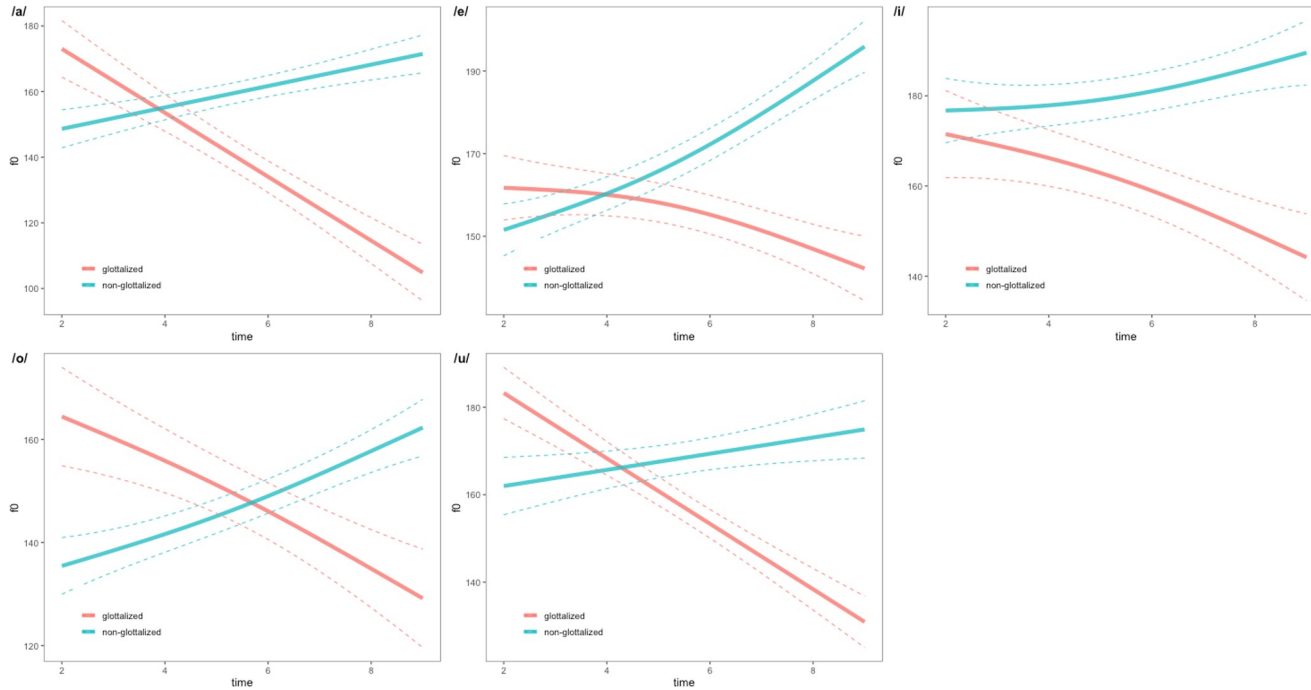 /a/
180
160
140
120
100
f0
glottalized
non-glottalized
2 4 6 8
time
/e/
190
170
150
f0
glottalized
non-glottalized
2 4 6 8
time
/i/
180
160
140
f0
glottalized
non-glottalized
2 4 6 8
time
/o/
160
140
120
f0
glottalized
non-glottalized
2 4 6 8
time
/u/
180
160
140
f0
glottalized
non-glottalized
2 4 6 8
time